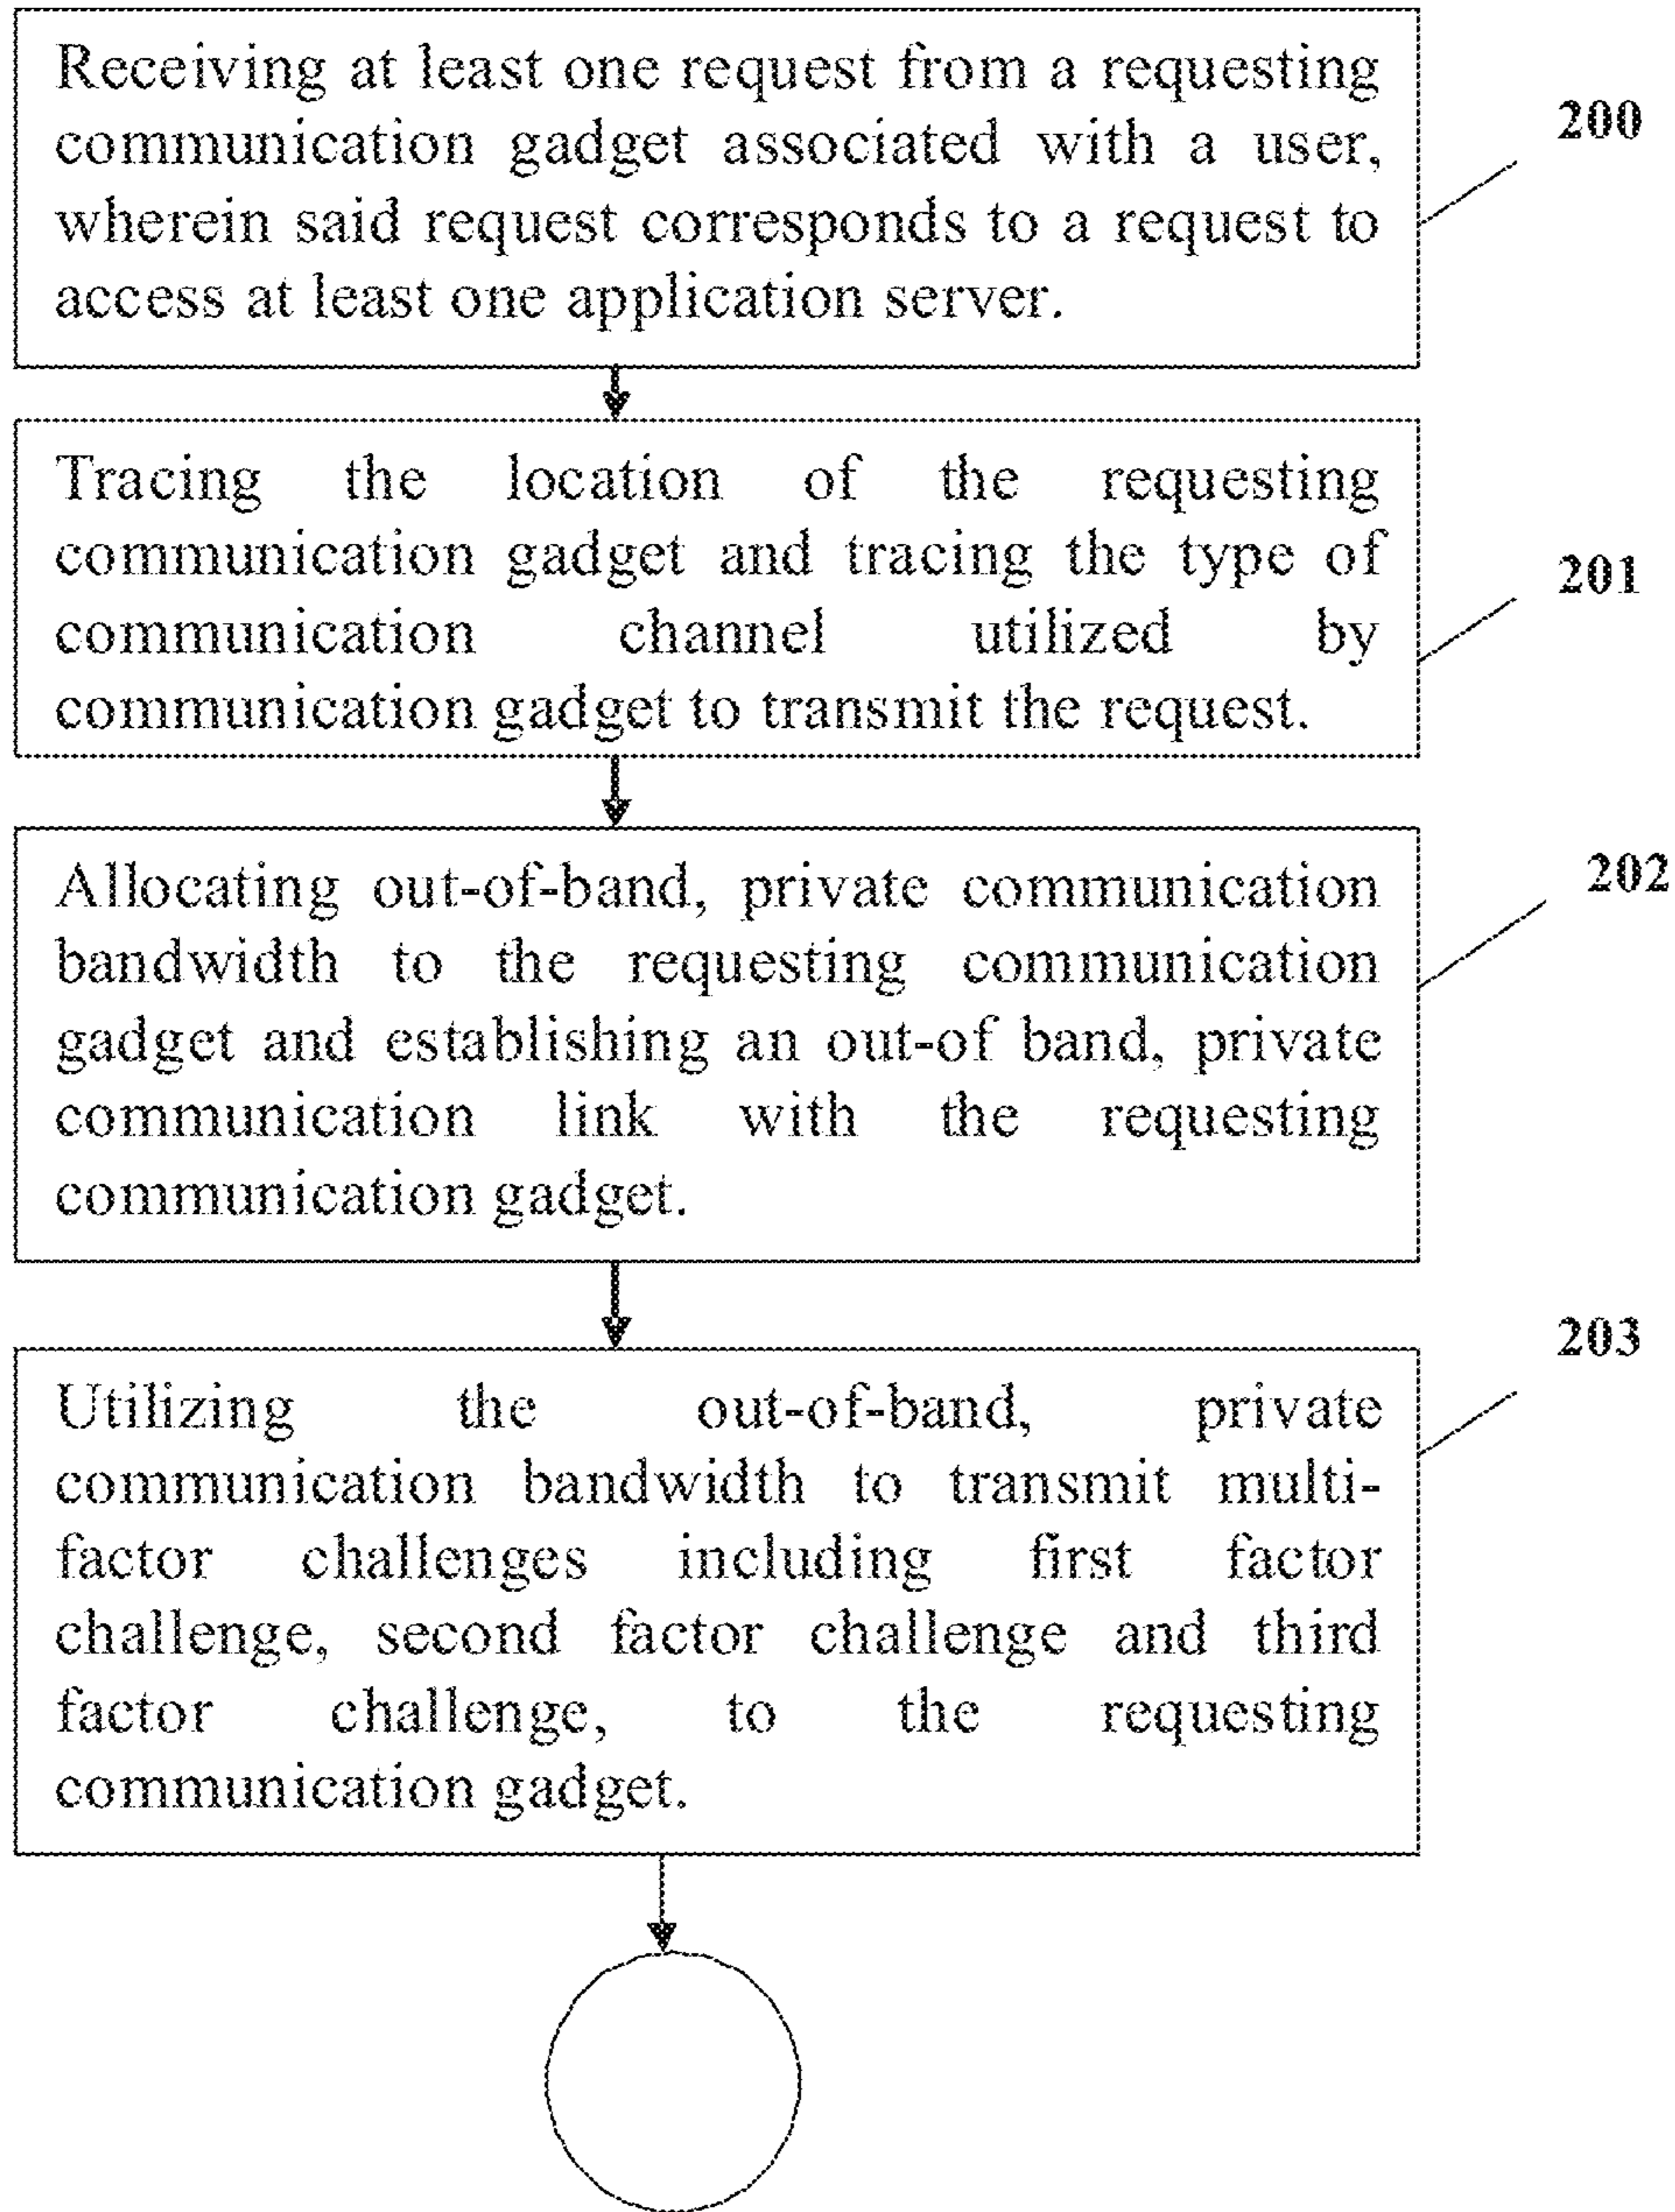 Receiving at least one request from a requesting
communication gadget associated with a user,
wherein said request corresponds to a request to
access at least one application server.
200
Tracing the location of the requesting
communication gadget and tracing the type of
communication channel utilized by
communication gadget to transmit the request.
201
Allocating out-of-band, private communication
bandwidth to the requesting communication
gadget and establishing an out-of band, private
communication link with the requesting
communication gadget.
202
Utilizing the out-of-band, private
communication bandwidth to transmit multi-
factor challenges including first factor
challenge, second factor challenge and third
factor challenge, to the requesting
communication gadget.
203